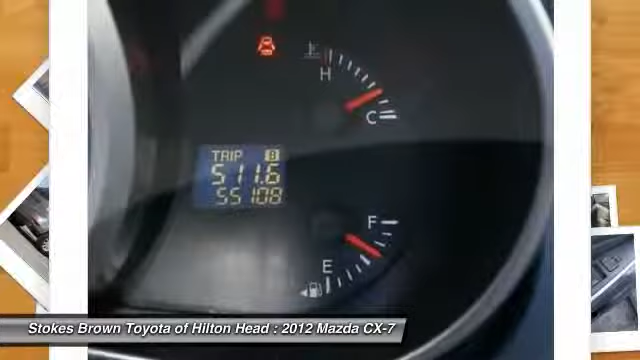 H
C
TRIP B
511.6
55108
F
E
Stokes Brown Toyota of Hilton Head : 2012 Mazda CX-7